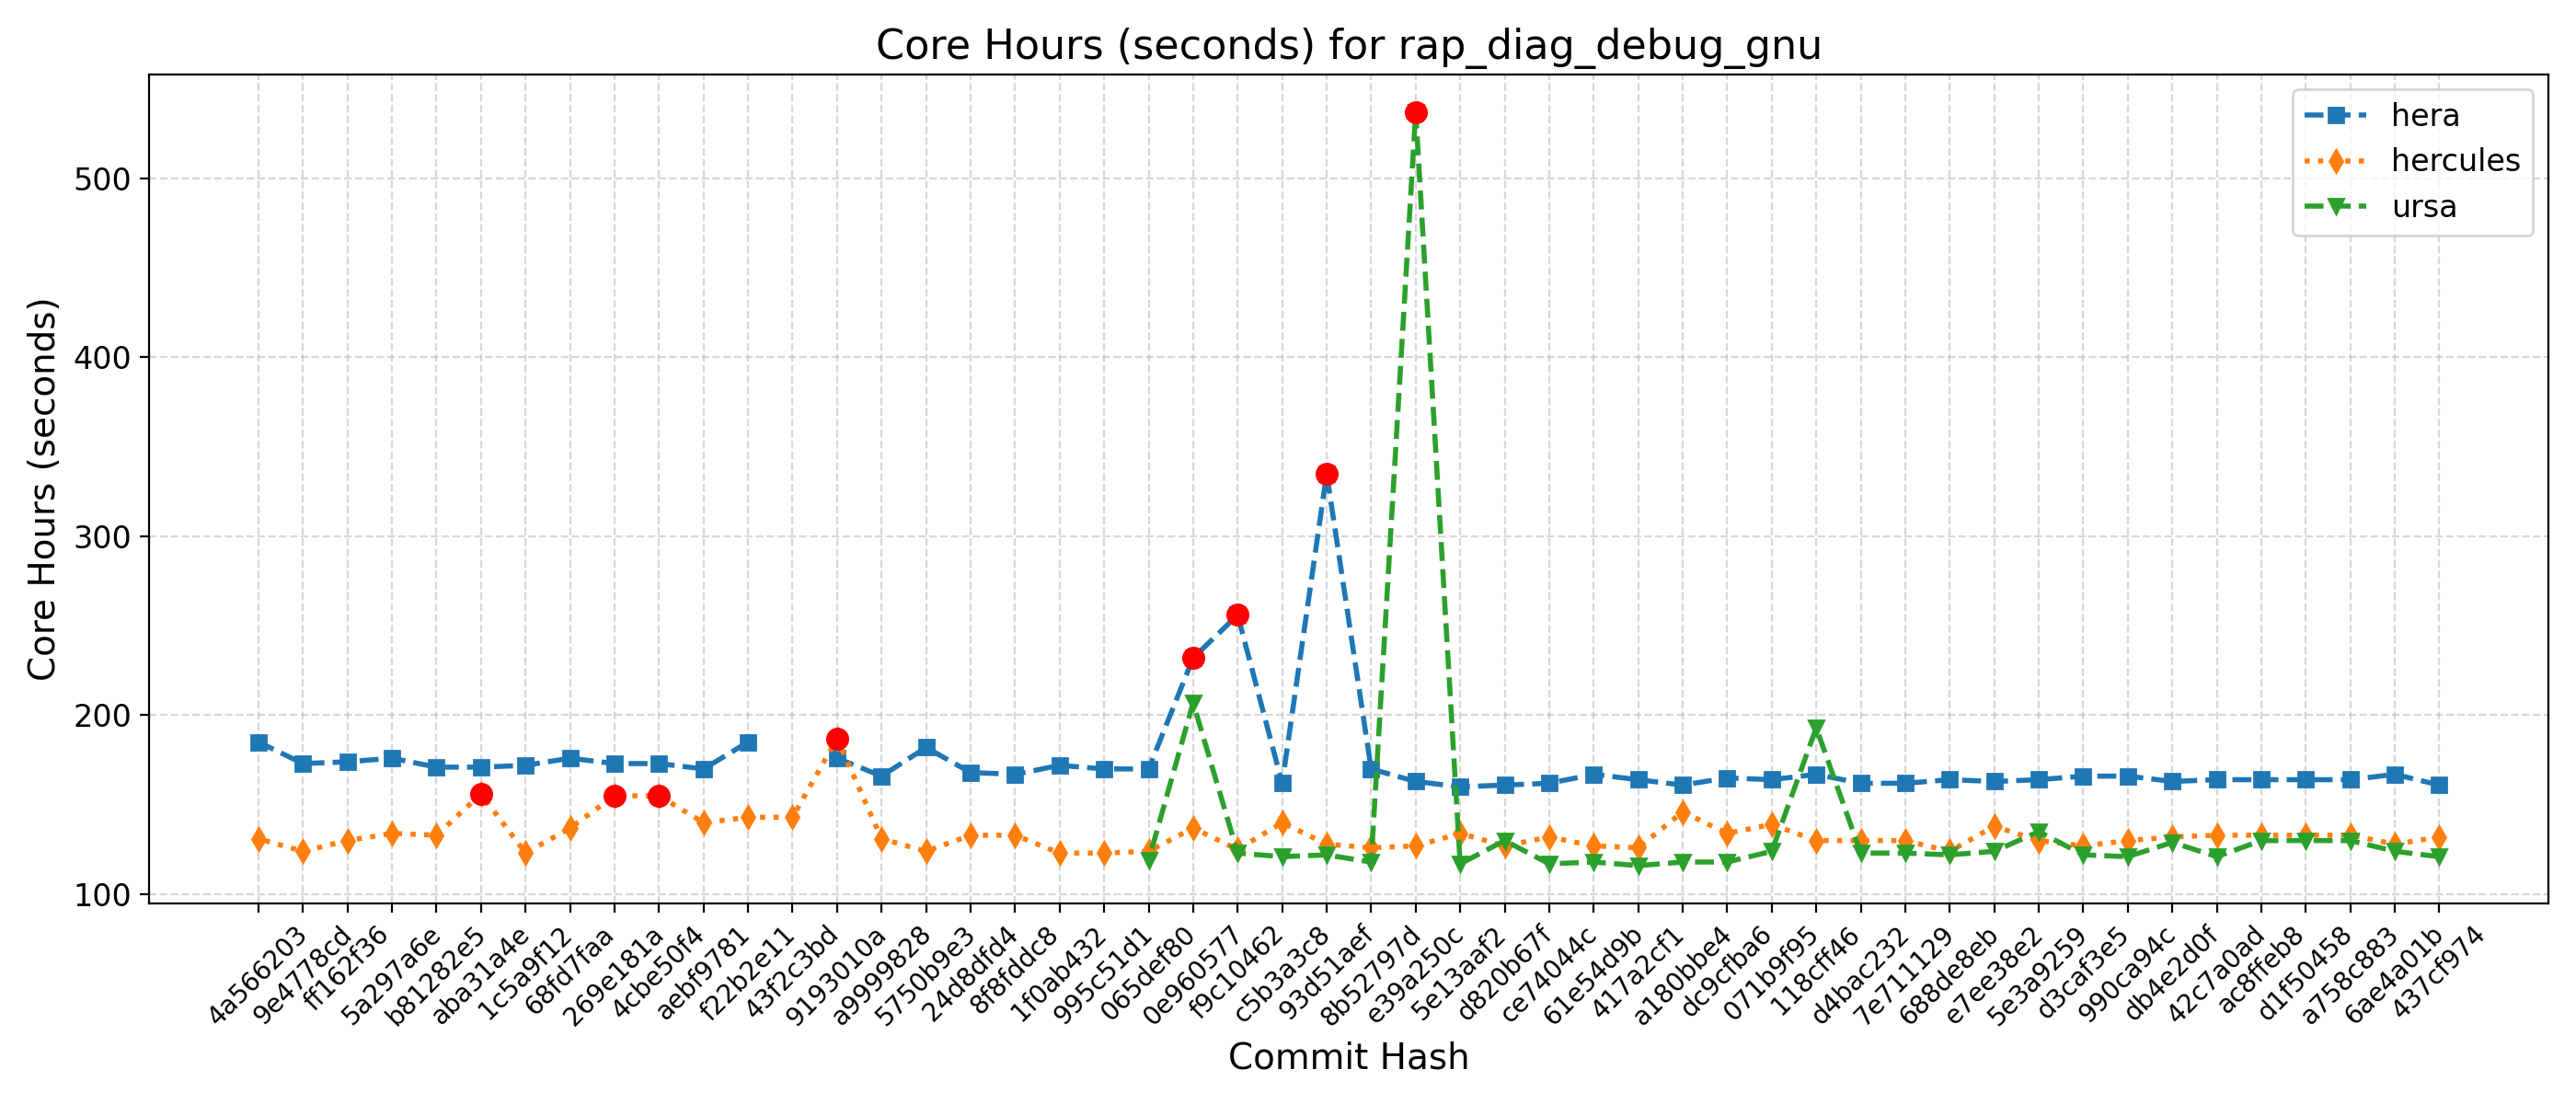 Core Hours (seconds) for rap_diag_debug_gnu
hera
hercules
ursa
Core Hours (seconds)
500
400
300
200
100
4a566203
9e4778cd
ff162f36
5a297a6e
b81282e5
aba31a4e
1c5a9f12
68fd7faa
269e181a
4cbe50f4
aebf9781
f22b2e11
43f2c3bd
9193010a
a9999828
5750b9e3
24d8dfd4
8f8fddc8
1f0ab432
995c51d1
065def80
0e960577
f9c10462
c5b3a3c8
93d51aef
8b52797d
e39a250c
5e13aaf2
d820b67f
ce74044c
61e54d9b
417a2cf1
a180bbe4
dc9cfba6
071b9f95
118cff46
d4bac232
7e711129
688de8eb
e7ee38e2
5e3a9259
d3caf3e5
990ca94c
db4e2d0f
42c7a0ad
ac8ffeb8
d1f50458
a758c883
6ae4a01b
437cf974
Commit Hash